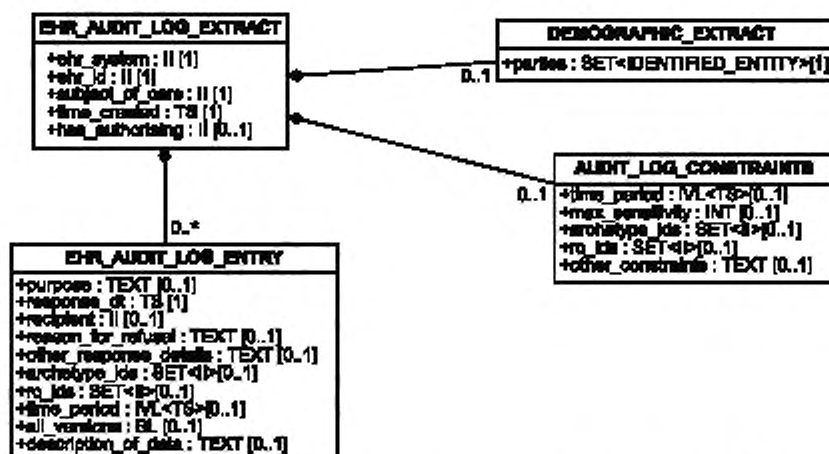 EHR_AUDIT_LOG_EXTRACT
+ehr_system : II [1]
+ehr_id : II [1]
+subject_of_care : II [1]
+time_created : TS [1]
+has_authorising : II [0..1]
DEMOGRAPHIC_EXTRACT
+parties : SET<IDENTIFIED_ENTITY>[1]
0..1
AUDIT_LOG_CONSTRAINTS
+time_period : IVL<TS>[0..1]
+max_sensitivity : INT [0..1]
+archetype_ids : SET<II>[0..1]
+rc_ids : SET<II>[0..1]
+other_constraints : TEXT [0..1]
0..1
0..*
EHR_AUDIT_LOG_ENTRY
+purpose : TEXT [0..1]
+response_dt : TS [1]
+recipient : II [0..1]
+reason_for_refusal : TEXT [0..1]
+other_response_details : TEXT [0..1]
+archetype_ids : SET<II>[0..1]
+rc_ids : SET<II>[0..1]
+time_period : IVL<TS>[0..1]
+all_versions : BL [0..1]
+description_of_data : TEXT [0..1]